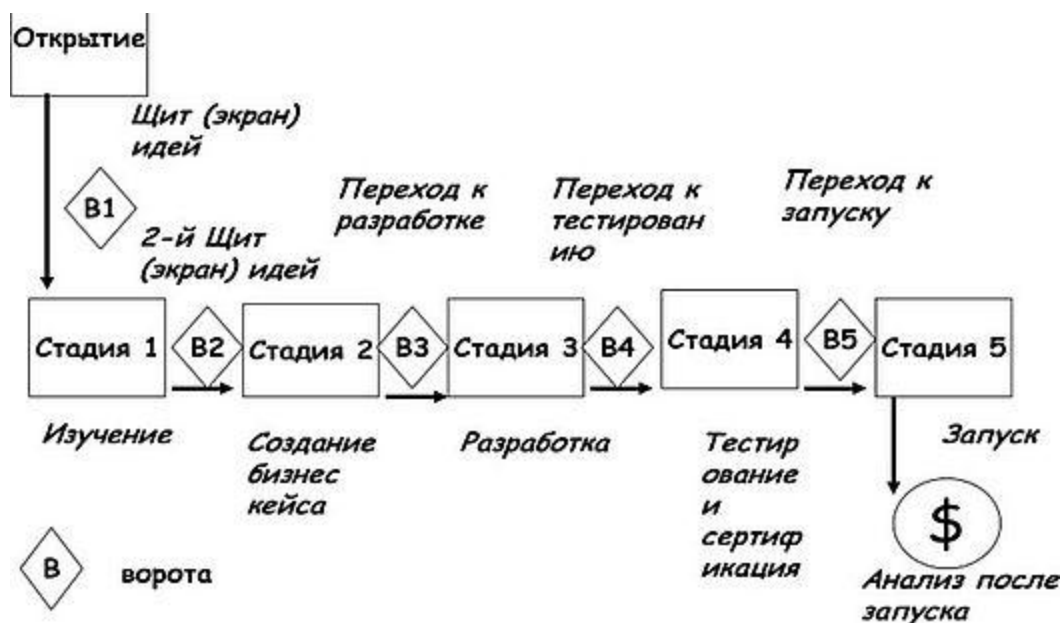 Открытие
Щит (экран)
идей
В1
2-й Щит
(экран) идей
Переход к
разработке
Переход к
тестирован
ию
Переход к
запуску
Стадия 1
В2
Стадия 2
В3
Стадия 3
В4
Стадия 4
В5
Стадия 5
Изучение
Создание
бизнес
кейса
Разработка
Тестир
ование
и
сертиф
икация
Запуск
$
Анализ после
запуска
В
ворота